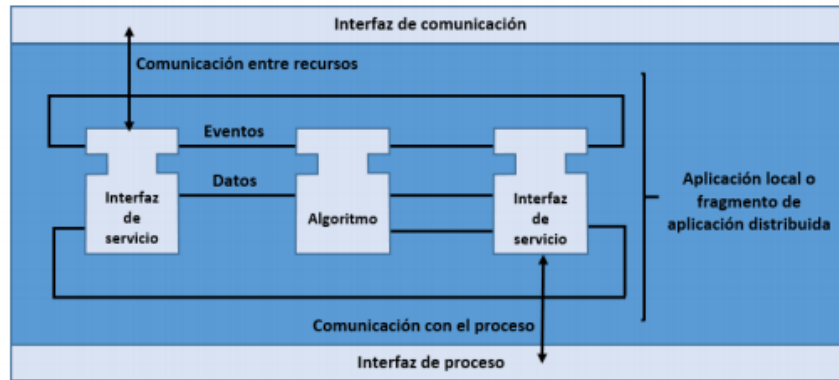 Interfaz de comunicación
Comunicación entre recursos
Eventos
Datos
Interfaz
de
servicio
Algoritmo
Interfaz
de
servicio
Aplicación local o
fragmento de
aplicación distribuida
Comunicación con el proceso
Interfaz de proceso